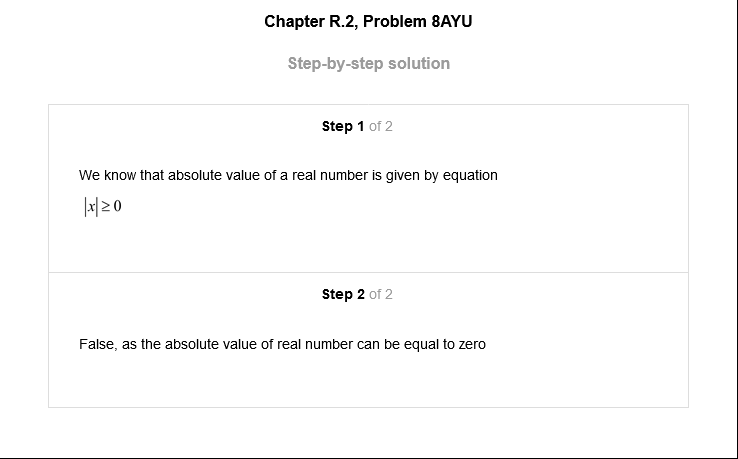 Chapter R.2, Problem 8AYU
Step-by-step solution
Step 1 of 2
We know that absolute value of a real number is given by equation
|x| ≥ 0
Step 2 of 2
False, as the absolute value of real number can be equal to zero